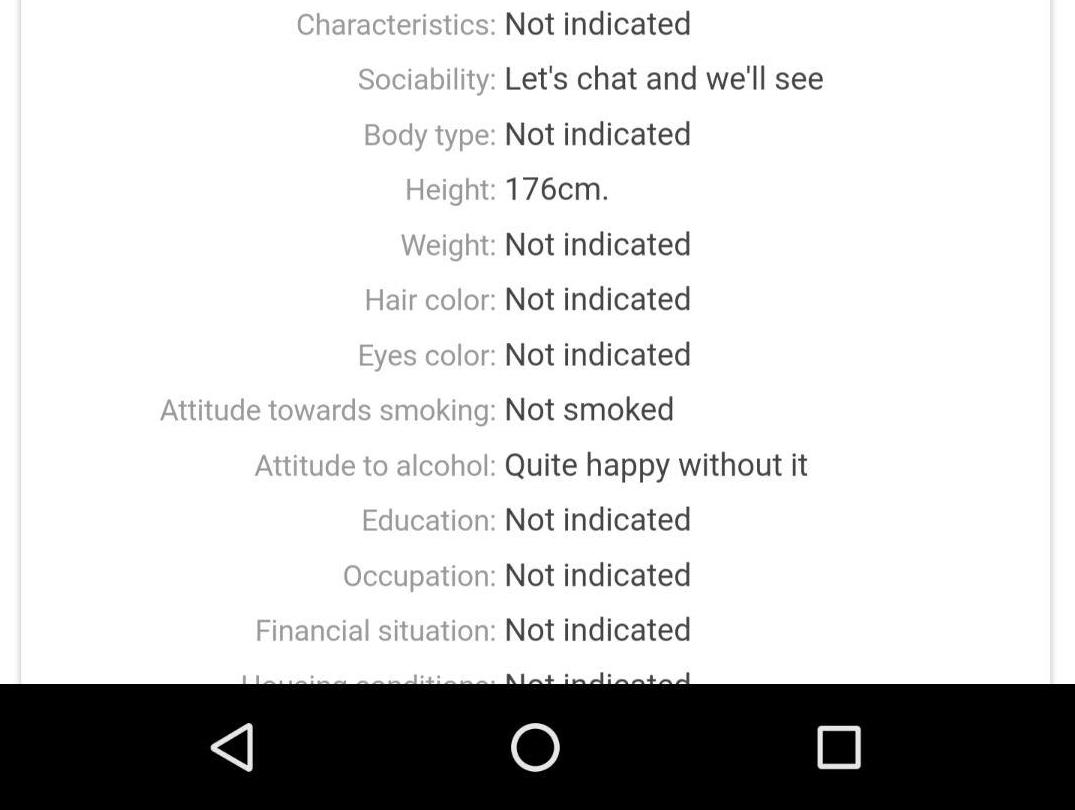 Characteristics: Not indicated
Sociability: Let's chat and we'll see
Body type: Not indicated
Height: 176cm.
Weight: Not indicated
Hair color: Not indicated
Eyes color: Not indicated
Attitude towards smoking: Not smoked
Attitude to alcohol: Quite happy without it
Education: Not indicated
Occupation: Not indicated
Financial situation: Not indicated
Housing conditions: Not indicated